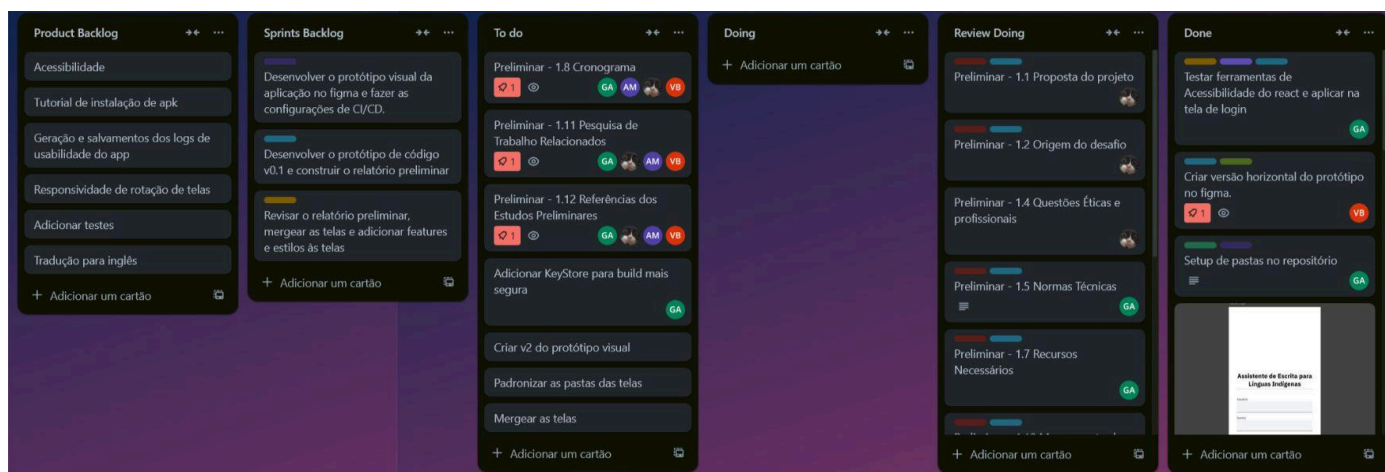 Product Backlog
Acessibilidade
Tutorial de instalação de apk
Geração e salvamentos dos logs de
usabilidade do app
Responsividade de rotação de telas
Adicionar testes
Tradução para inglês
+ Adicionar um cartão
Sprints Backlog
Desenvolver o protótipo visual da
aplicação no figma e fazer as
configurações de CI/CD.
Desenvolver o protótipo de código
v0.1 e construir o relatório preliminar
Revisar o relatório preliminar,
mergear as telas e adicionar features
e estilos às telas
+ Adicionar um cartão
To do
Preliminar - 1.8 Cronograma
1 GA AM VB
Preliminar - 1.11 Pesquisa de
Trabalho Relacionados
1 GA AM VB
Preliminar - 1.12 Referências dos
Estudos Preliminares
1 GA AM VB
Adicionar KeyStore para build mais
segura
GA
Criar v2 do protótipo visual
Padronizar as pastas das telas
Mergear as telas
+ Adicionar um cartão
Doing
+ Adicionar um cartão
Review Doing
Preliminar - 1.1 Proposta do projeto
Preliminar - 1.2 Origem do desafio
Preliminar - 1.4 Questões Éticas e
profissionais
Preliminar - 1.5 Normas Técnicas
GA
Preliminar - 1.7 Recursos
Necessários
GA
+ Adicionar um cartão
Done
Testar ferramentas de
Acessibilidade do react e aplicar na
tela de login
GA
Criar versão horizontal do protótipo
no figma.
1 VB
Setup de pastas no repositório
GA
Assistente de Escrita para
Línguas Indígenas
+ Adicionar um cartão